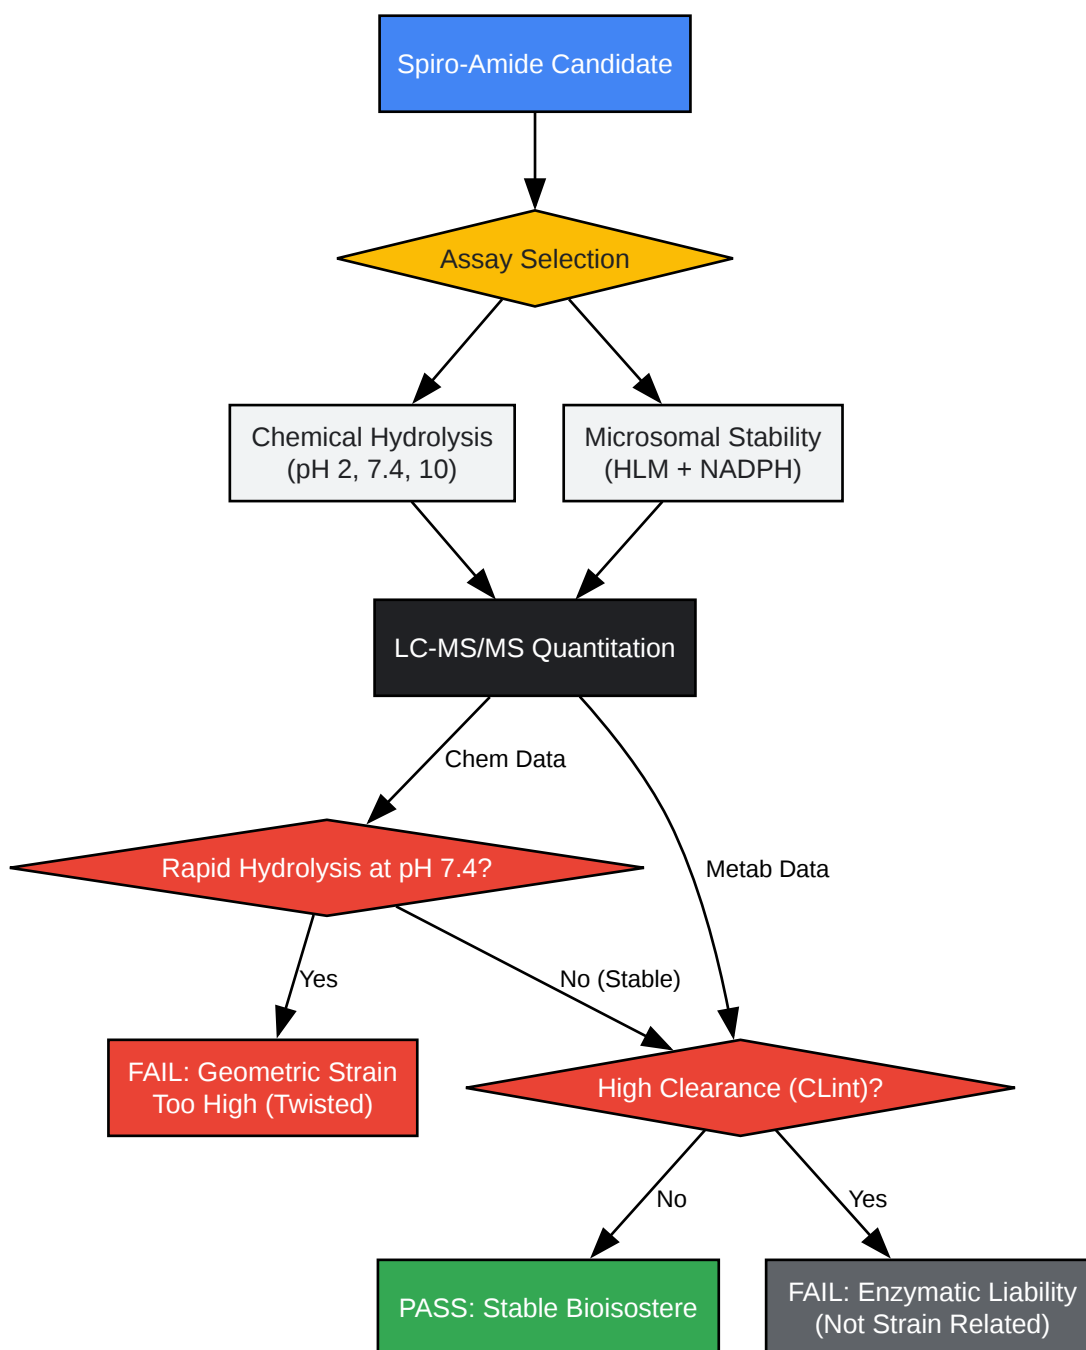 Spiro-Amide Candidate
Assay Selection
Chemical Hydrolysis
(pH 2, 7.4, 10)
Microsomal Stability
(HLM + NADPH)
LC-MS/MS Quantitation
Chem Data
Rapid Hydrolysis at pH 7.4?
Metab Data
Yes
No (Stable)
FAIL: Geometric Strain
Too High (Twisted)
High Clearance (CLint)?
No
Yes
PASS: Stable Bioisostere
FAIL: Enzymatic Liability
(Not Strain Related)